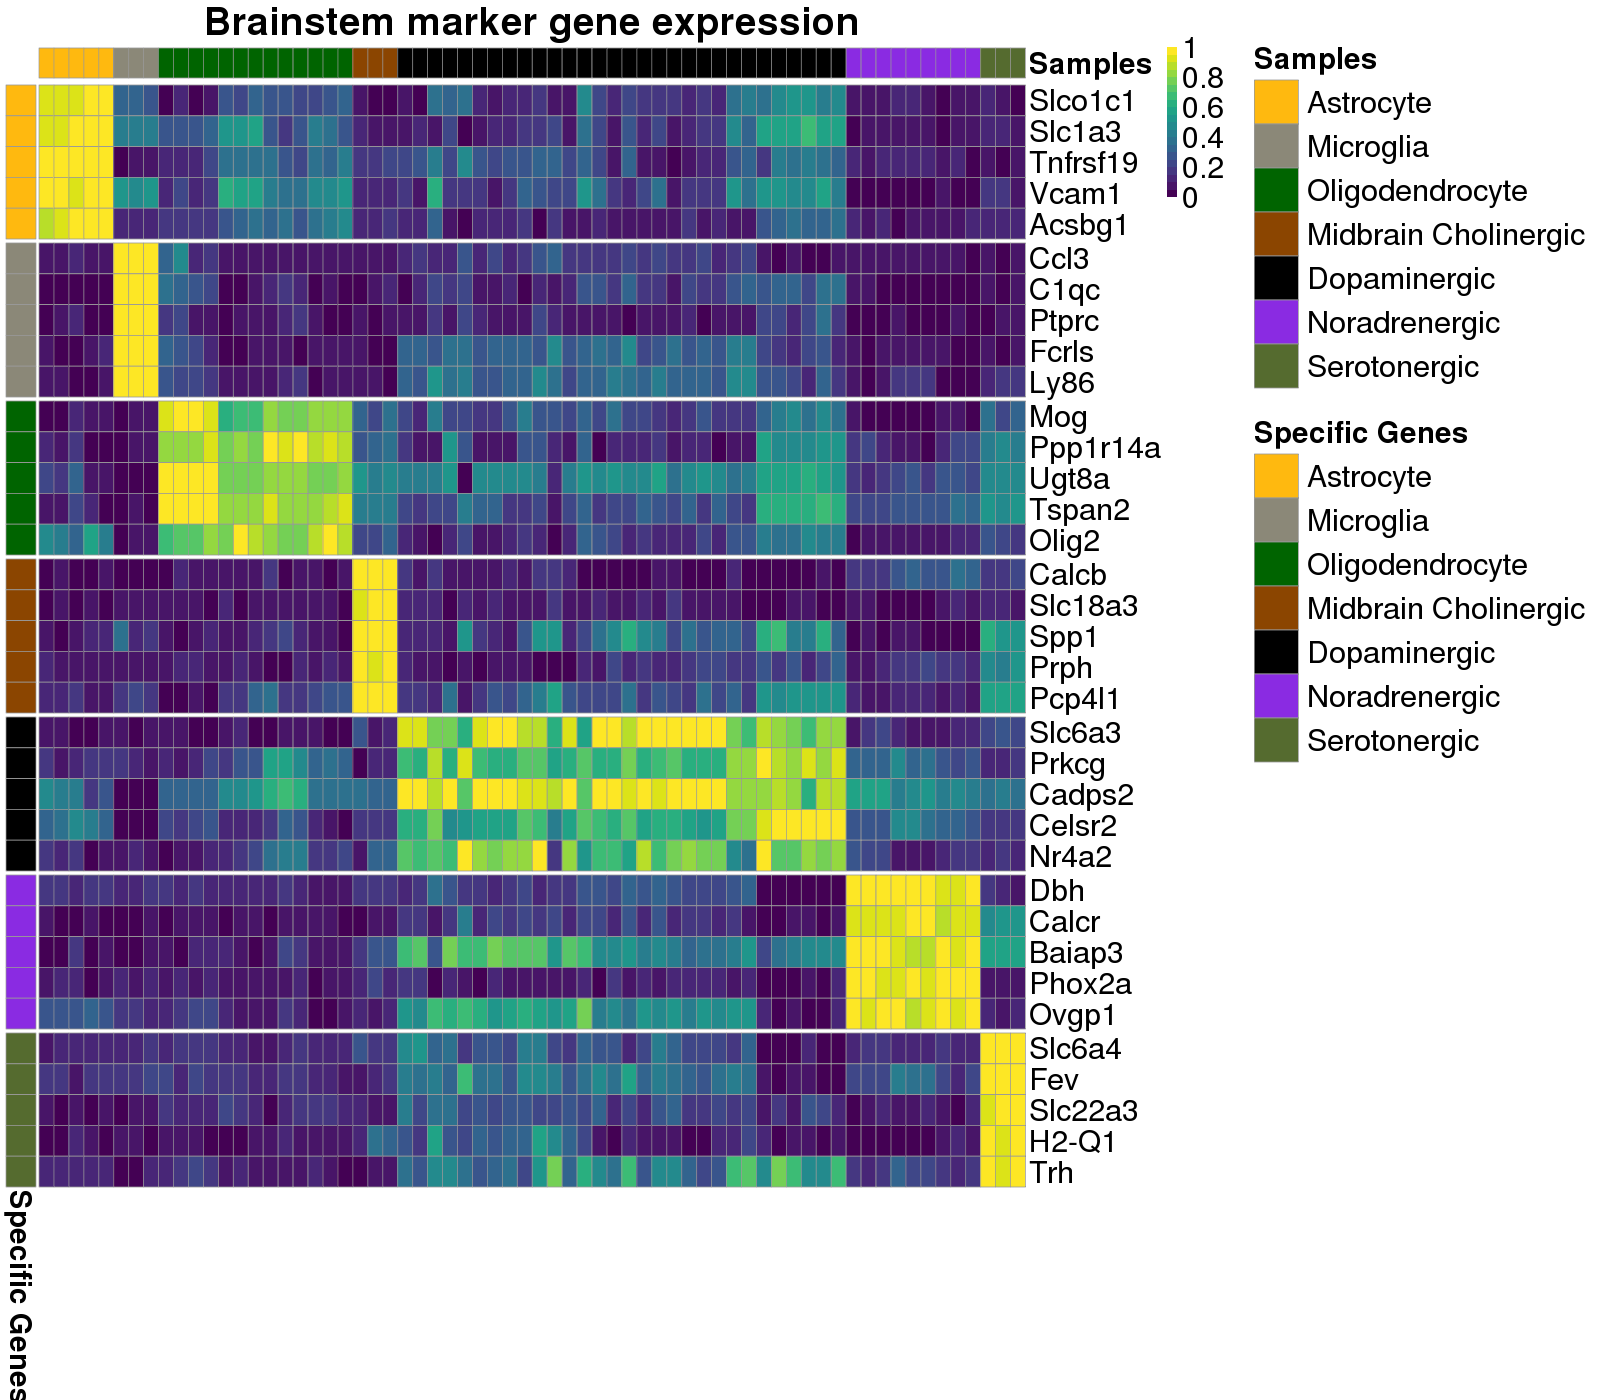 Brainstem marker gene expression
Samples
Slco1c1
Slc1a3
Tnfrsf19
Vcam1
Acsbg1
Ccl3
C1qc
Ptprc
Fcrls
Ly86
Mog
Ppp1r14a
Ugt8a
Tspan2
Olig2
Calcb
Slc18a3
Spp1
Prph
Pcp4l1
Slc6a3
Prkcg
Cadps2
Celsr2
Nr4a2
Dbh
Calcr
Baiap3
Phox2a
Ovgp1
Slc6a4
Fev
Slc22a3
H2-Q1
Trh
Specific Genes
1
0.8
0.6
0.4
0.2
0
Samples
Astrocyte
Microglia
Oligodendrocyte
Midbrain Cholinergic
Dopaminergic
Noradrenergic
Serotonergic
Specific Genes
Astrocyte
Microglia
Oligodendrocyte
Midbrain Cholinergic
Dopaminergic
Noradrenergic
Serotonergic